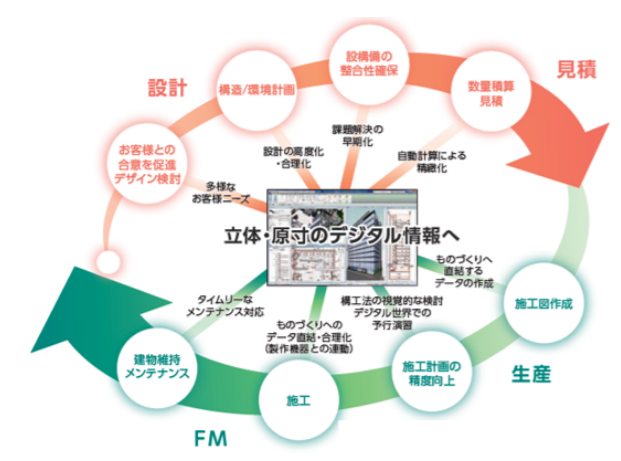 設計
見積
お客様との
合意を促進
デザイン検討
構造/環境計画
設構備の
整合性確保
数量積算
見積
多様な
お客様ニーズ
設計の高度化
・合理化
課題解決の
早期化
自動計算による
精緻化
立体・原寸のデジタル情報へ
ものづくりへ
直結する
データの作成
構工法の視覚的な検討
デジタル世界での
予行演習
ものづくりへの
データ直結・合理化
(製作機器との連動)
タイムリーな
メンテナンス対応
施工図作成
生産
施工計画の
精度向上
施工
建物維持
メンテナンス
FM